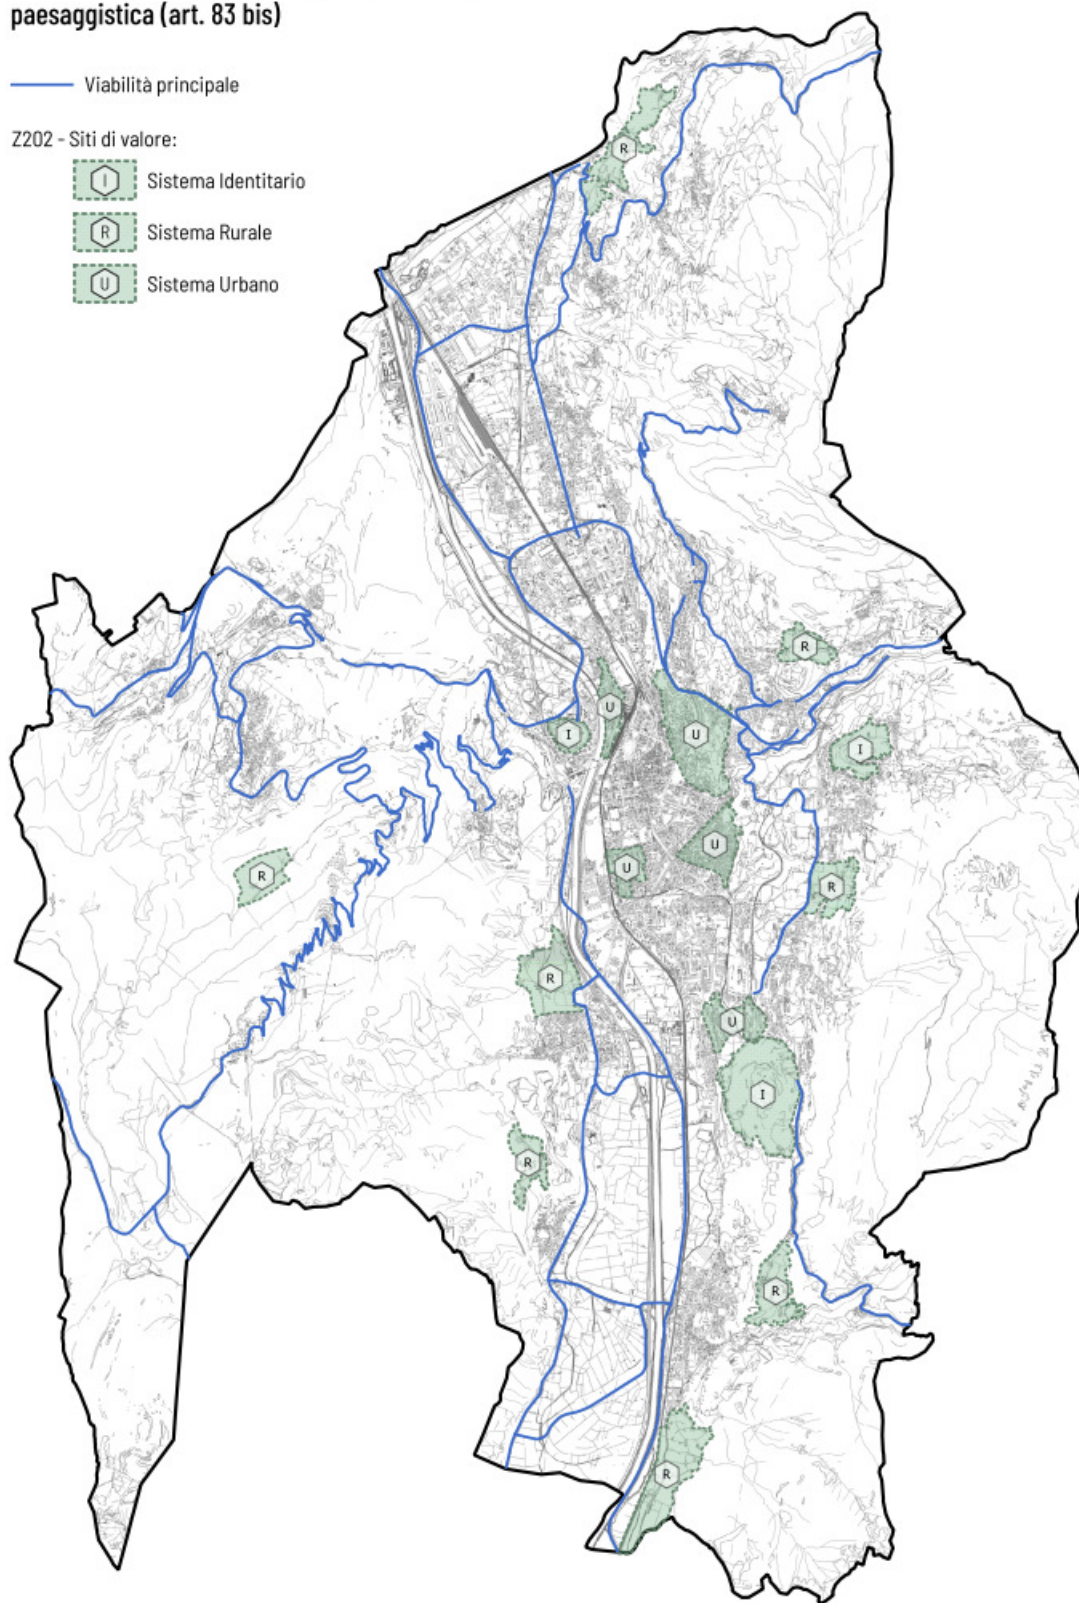 paesaggistica (art. 83 bis)
Viabilità principale
Z202 - Siti di valore:
I Sistema Identitario
R Sistema Rurale
U Sistema Urbano
R
R
U
I
U
I
U
U
R
R
R
U
I
R
R
R